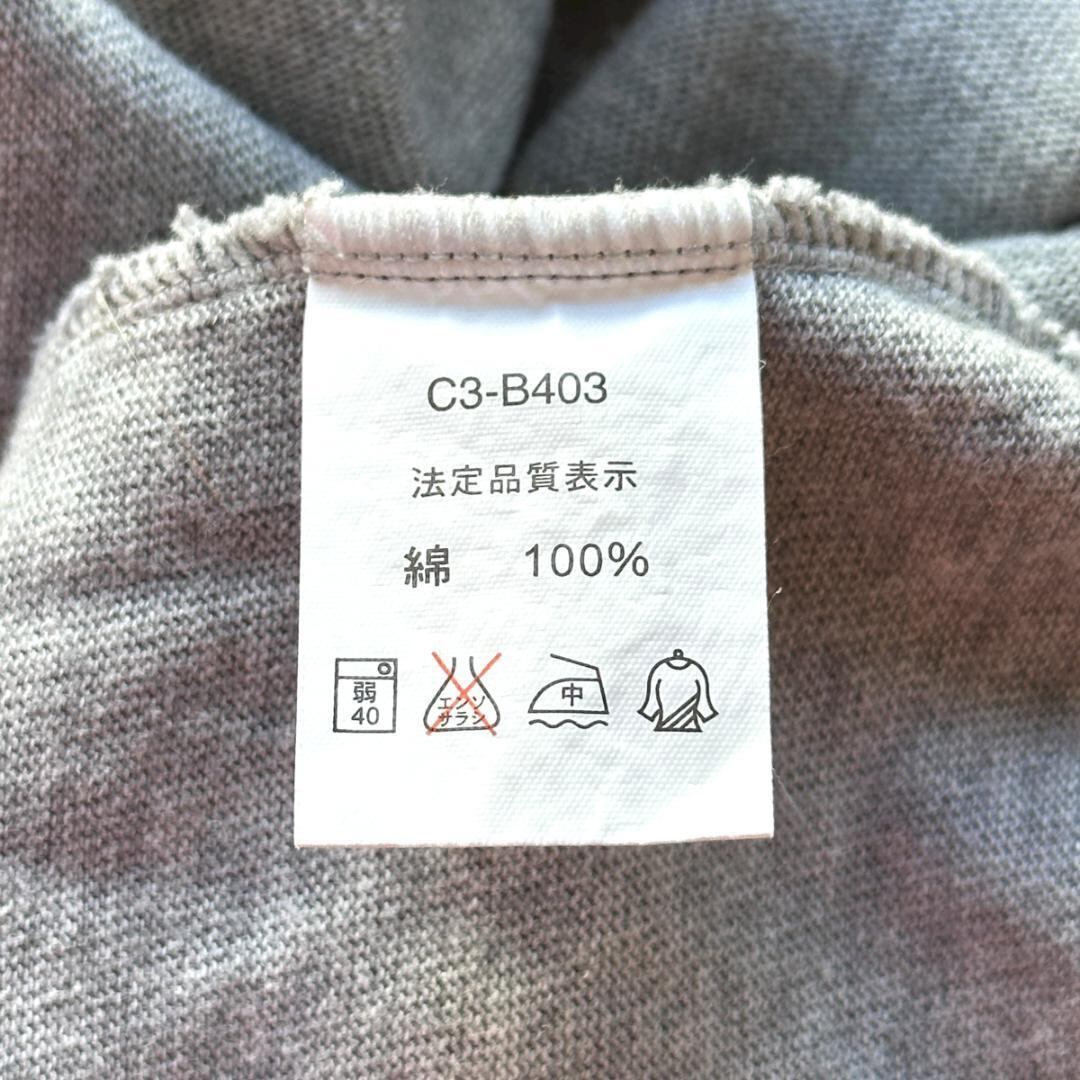 C3-B403
法定品質表示
綿 100%
弱
40
エンソ
サラシ
中